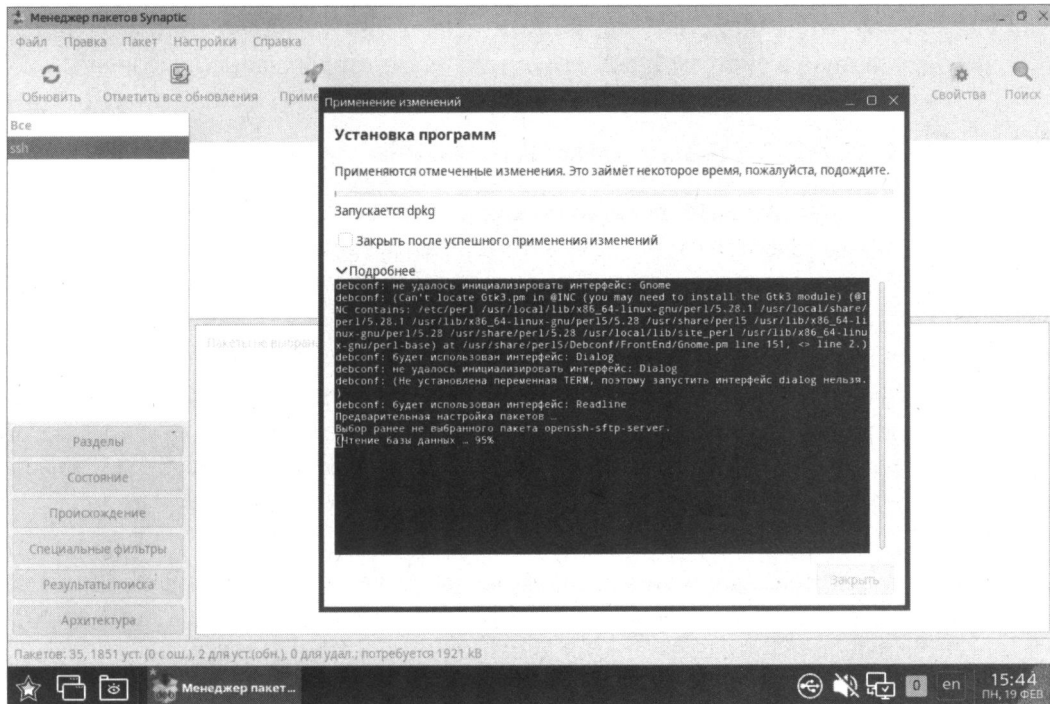 Менеджер пакетов Synaptic
Файл Правка Пакет Настройки Справка
Обновить Отметить все обновления Приме
Свойства Поиск
Все
ssh
Применение изменений
Установка программ
Применяются отмеченные изменения. Это займёт некоторое время, пожалуйста, подождите.
Запускается dpkg
Закрыть после успешного применения изменений
Подробнее
debconf: не удалось инициализировать интерфейс: Gnome
debconf: (Can't locate Gtk3.pm in @INC (you may need to install the Gtk3 module) (@I
NC contains: /etc/perl /usr/local/lib/x86_64-linux-gnu/perl/5.28.1 /usr/local/share/
perl/5.28.1 /usr/lib/x86_64-linux-gnu/perl5/5.28 /usr/share/perl5 /usr/lib/x86_64-li
nux-gnu/perl/5.28 /usr/share/perl/5.28 /usr/local/lib/site_perl /usr/lib/x86_64-linu
x-gnu/perl-base) at /usr/share/perl5/Debconf/FrontEnd/Gnome.pm line 151, <> line 2.)
debconf: будет использован интерфейс: Dialog
debconf: не удалось инициализировать интерфейс: Dialog
debconf: (Не установлена переменная TERM, поэтому запустить интерфейс dialog нельзя.
)
debconf: будет использован интерфейс: Readline
Предварительная настройка пакетов …
Выбор ранее не выбранного пакета openssh-sftp-server.
(Чтение базы данных … 95%
Закрыть
Пакеты не выбран
Разделы
Состояние
Происхождение
Специальные фильтры
Результаты поиска
Архитектура
Пакетов: 35, 1851 уст. (0 с ош.), 2 для уст.(обн.), 0 для удал.; потребуется 1921 kB
Менеджер пакет…
0 en 15:44
ПН, 19 ФЕВ